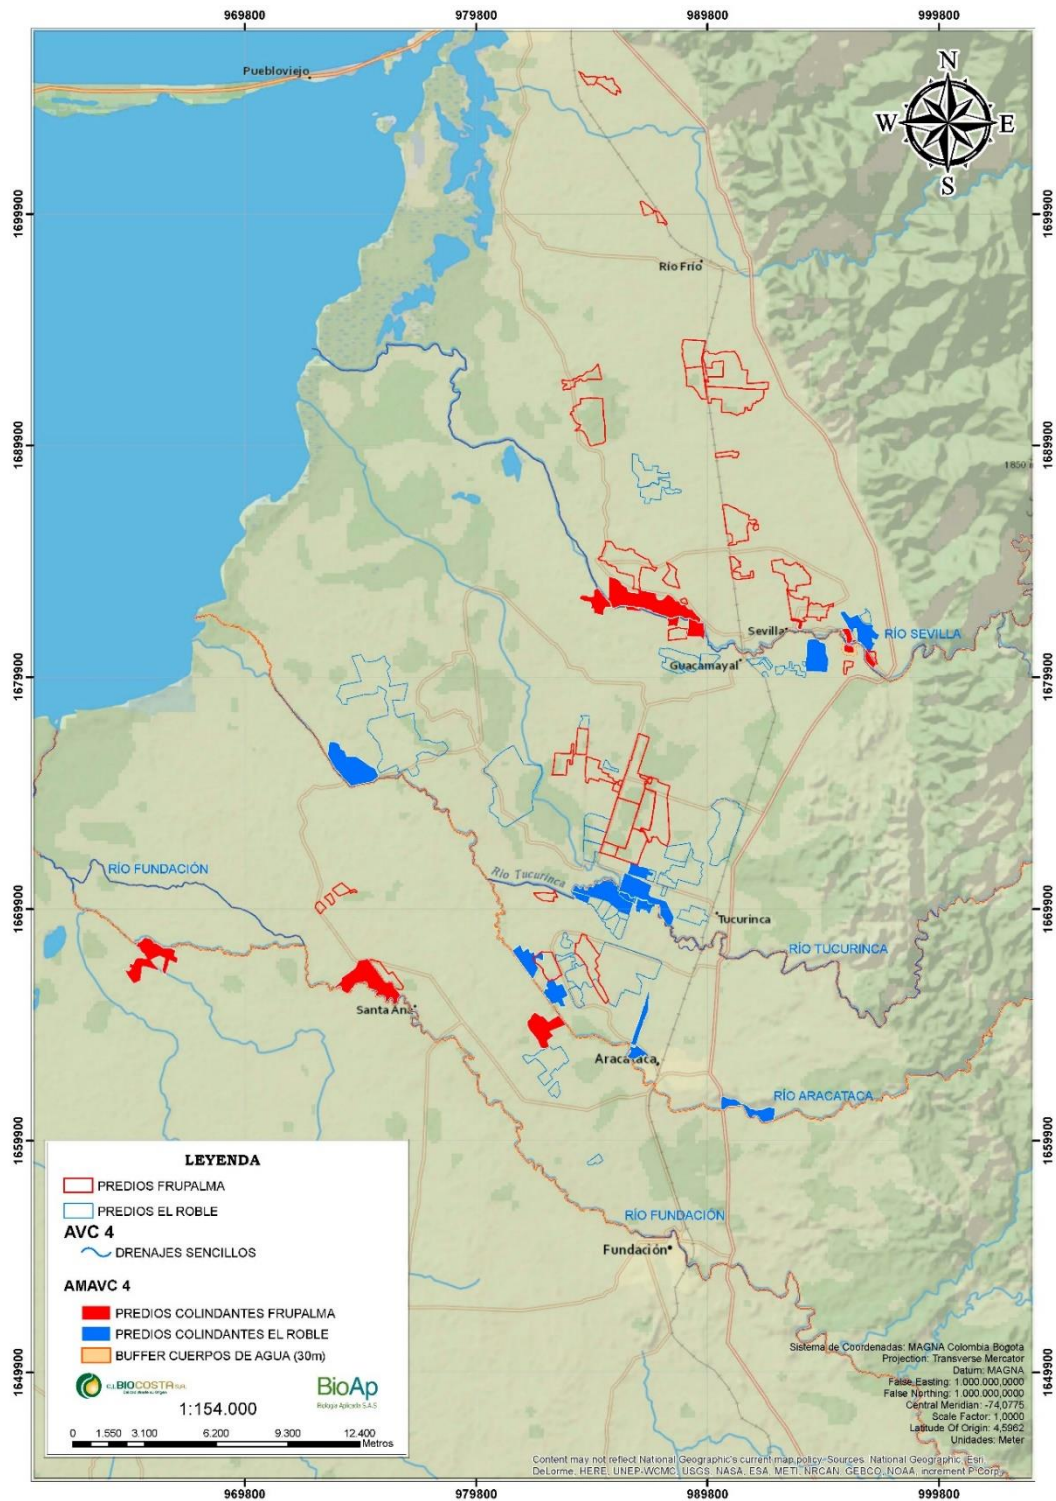 969800 979800 989800 999800
Puebloviejo
N
W E
S
1699900 1699900
Río Frío
1689900 1689900
1850
Sevilla
RÍO SEVILLA
Guacamayal
1679900 1679900
RÍO FUNDACIÓN
Río Tucurinca
1669900 1669900
Tucurinca
RÍO TUCURINCA
Santa Ana
Aracataca
RÍO ARACATACA
1659900 1659900
RÍO FUNDACIÓN
Fundación
LEYENDA
PREDIOS FRUPALMA
PREDIOS EL ROBLE
AVC 4
DRENAJES SENCILLOS
AMAVC 4
PREDIOS COLINDANTES FRUPALMA
PREDIOS COLINDANTES EL ROBLE
BUFFER CUERPOS DE AGUA (30m)
C.I. BIOCOSTA S.A.
BioAp
Biología Aplicada S.A.S
1:154.000
0 1.550 3.100 6.200 9.300 12.400
Metros
1649900 1649900
Sistema de Coordenadas: MAGNA Colombia Bogota
Projection: Transverse Mercator
Datum: MAGNA
False Easting: 1.000.000,0000
False Northing: 1.000.000,0000
Central Meridian: -74,0775
Scale Factor: 1,0000
Latitude Of Origin: 4,5962
Unidades: Meter
Content may not reflect National Geographic's current map policy. Sources: National Geographic, Esri,
DeLorme, HERE, UNEP-WCMC, USGS, NASA, ESA, METI, NRCAN, GEBCO, NOAA, increment P Corp.
969800 979800 989800 999800